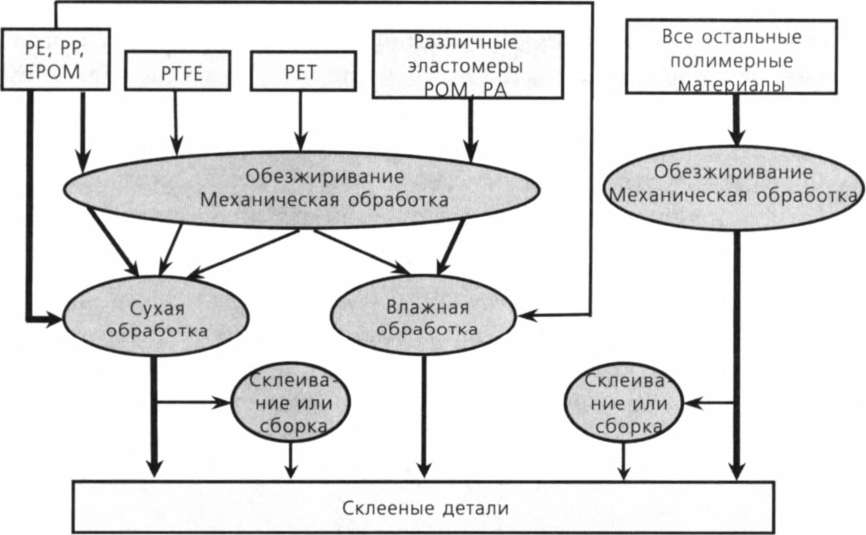 PE, PP,
EPOM
PTFE
PET
Различные
эластомеры
POM, PA
Все остальные
полимерные
материалы
Обезжиривание
Механическая обработка
Обезжиривание
Механическая обработка
Сухая
обработка
Влажная
обработка
Склеива-
ние или
сборка
Склеива-
ние или
сборка
Склееные детали